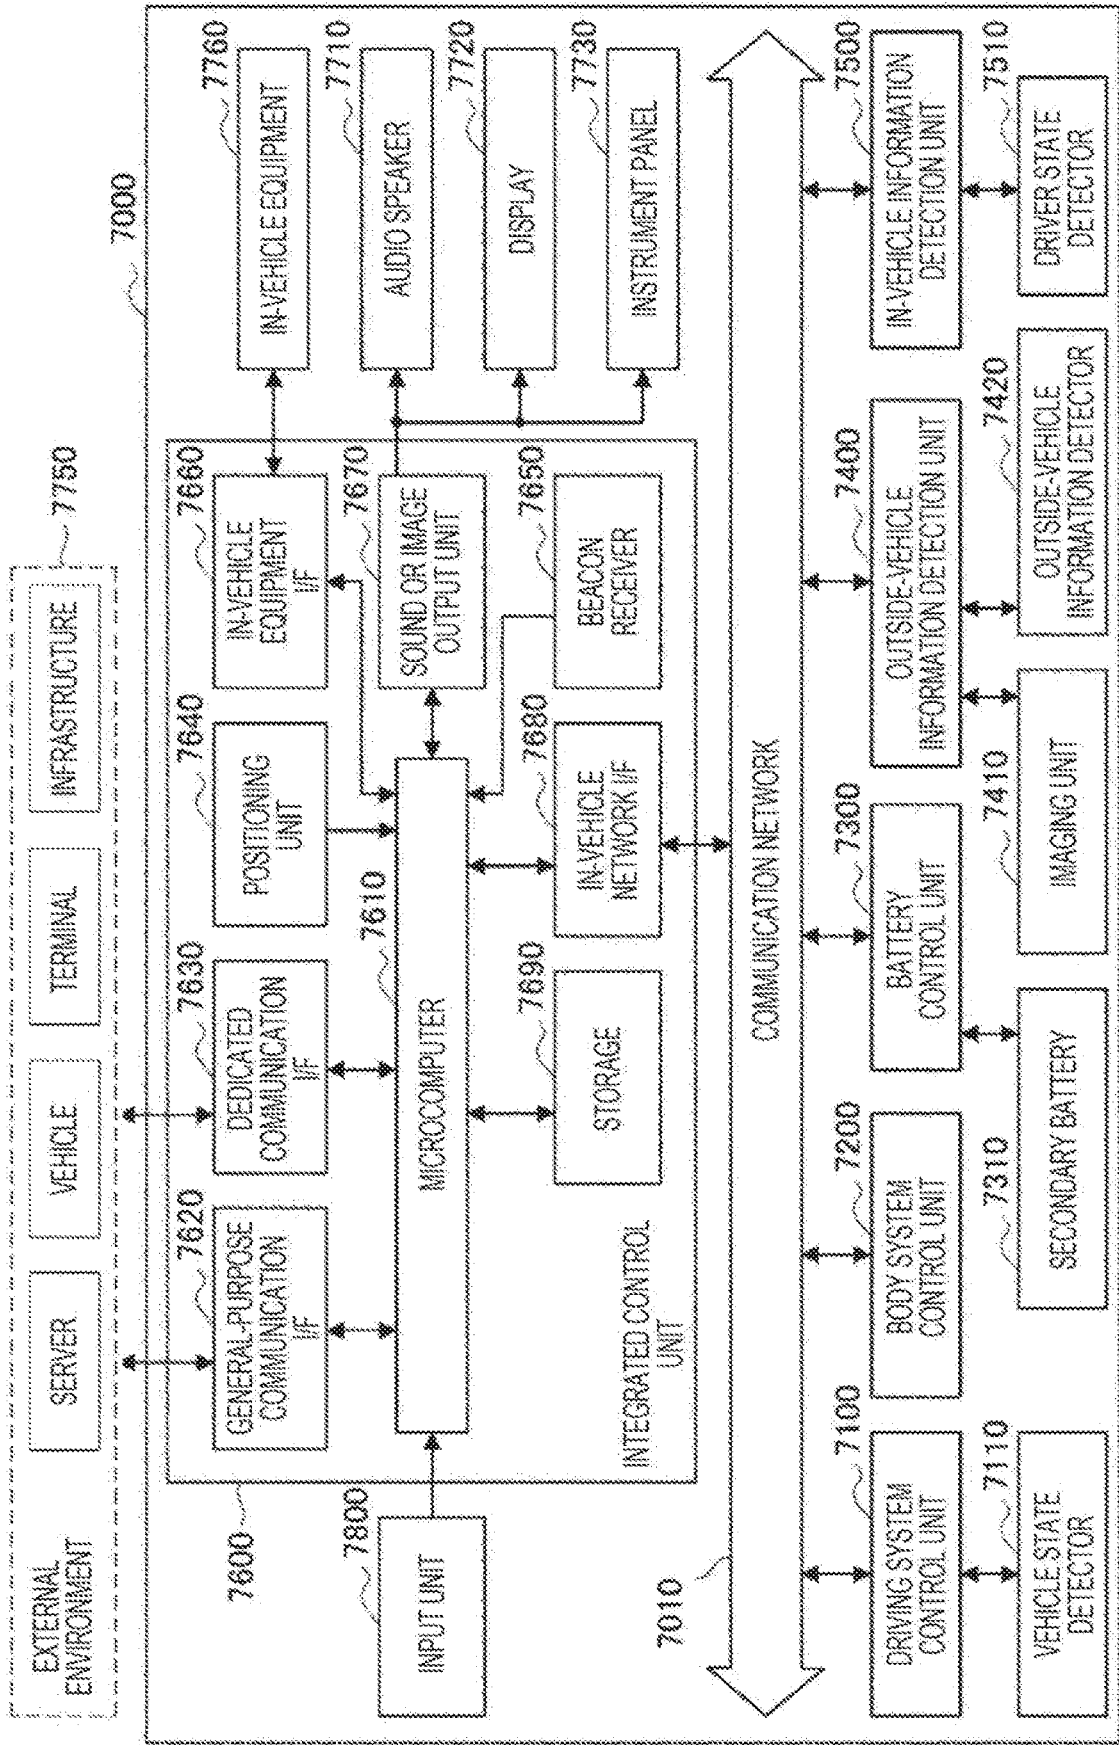 EXTERNAL
ENVIRONMENT
SERVER
VEHICLE
TERMINAL
INFRASTRUCTURE
7750
7000
7600
7620
GENERAL-PURPOSE
COMMUNICATION
I/F
7630
DEDICATED
COMMUNICATION
I/F
7640
POSITIONING
UNIT
7660
IN-VEHICLE
EQUIPMENT
I/F
7760
IN-VEHICLE EQUIPMENT
7800
INPUT UNIT
7610
MICROCOMPUTER
7670
SOUND OR IMAGE
OUTPUT UNIT
7710
AUDIO SPEAKER
7720
DISPLAY
7730
INSTRUMENT PANEL
7690
STORAGE
7680
IN-VEHICLE
NETWORK I/F
7650
BEACON
RECEIVER
INTEGRATED CONTROL
UNIT
7010
COMMUNICATION NETWORK
7100
DRIVING SYSTEM
CONTROL UNIT
7200
BODY SYSTEM
CONTROL UNIT
7300
BATTERY
CONTROL UNIT
7400
OUTSIDE-VEHICLE
INFORMATION DETECTION UNIT
7500
IN-VEHICLE INFORMATION
DETECTION UNIT
7110
VEHICLE STATE
DETECTOR
7310
SECONDARY BATTERY
7410
IMAGING UNIT
7420
OUTSIDE-VEHICLE
INFORMATION DETECTOR
7510
DRIVER STATE
DETECTOR